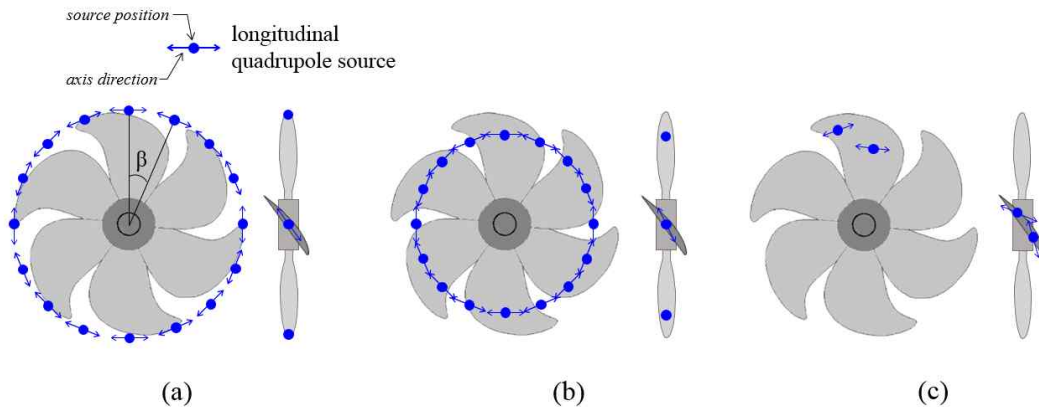 source position
longitudinal
quadrupole source
axis direction
β
(a)
(b)
(c)